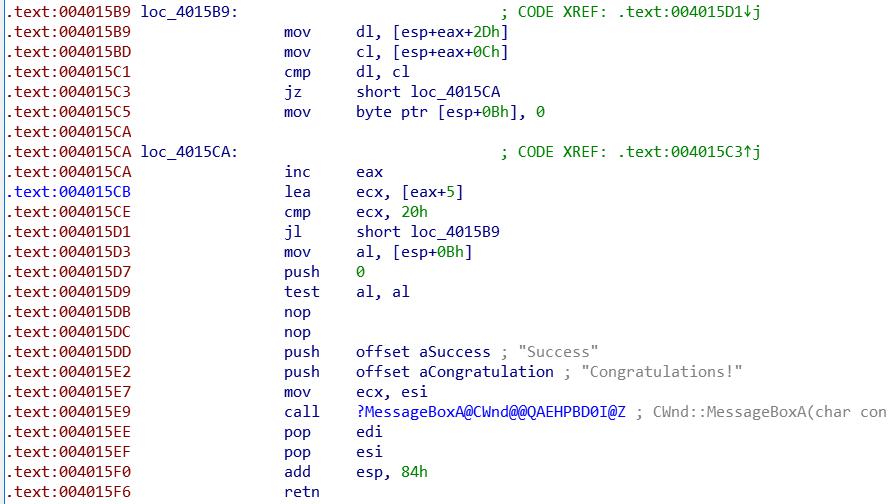 .text:004015B9 loc_4015B9: ; CODE XREF: .text:004015D1↓j
.text:004015B9 mov dl, [esp+eax+2Dh]
.text:004015BD mov cl, [esp+eax+0Ch]
.text:004015C1 cmp dl, cl
.text:004015C3 jz short loc_4015CA
.text:004015C5 mov byte ptr [esp+0Bh], 0
.text:004015CA
.text:004015CA loc_4015CA: ; CODE XREF: .text:004015C3↑j
.text:004015CA inc eax
.text:004015CB lea ecx, [eax+5]
.text:004015CE cmp ecx, 20h
.text:004015D1 jl short loc_4015B9
.text:004015D3 mov al, [esp+0Bh]
.text:004015D7 push 0
.text:004015D9 test al, al
.text:004015DB nop
.text:004015DC nop
.text:004015DD push offset aSuccess ; "Success"
.text:004015E2 push offset aCongratulation ; "Congratulations!"
.text:004015E7 mov ecx, esi
.text:004015E9 call ?MessageBoxA@CWnd@@QAEHPBD0I@Z ; CWnd::MessageBoxA(char con
.text:004015EE pop edi
.text:004015EF pop esi
.text:004015F0 add esp, 84h
.text:004015F6 retn